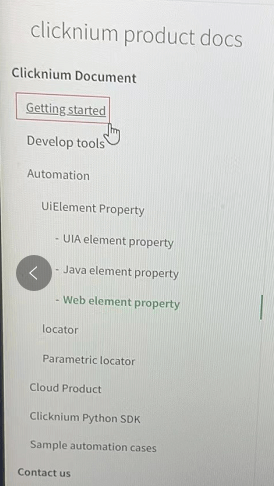 clicknium product docs
Clicknium Document
Getting started
Develop tools
Automation
UiElement Property
- UIA element property
- Java element property
- Web element property
locator
Parametric locator
Cloud Product
Clicknium Python SDK
Sample automation cases
Contact us